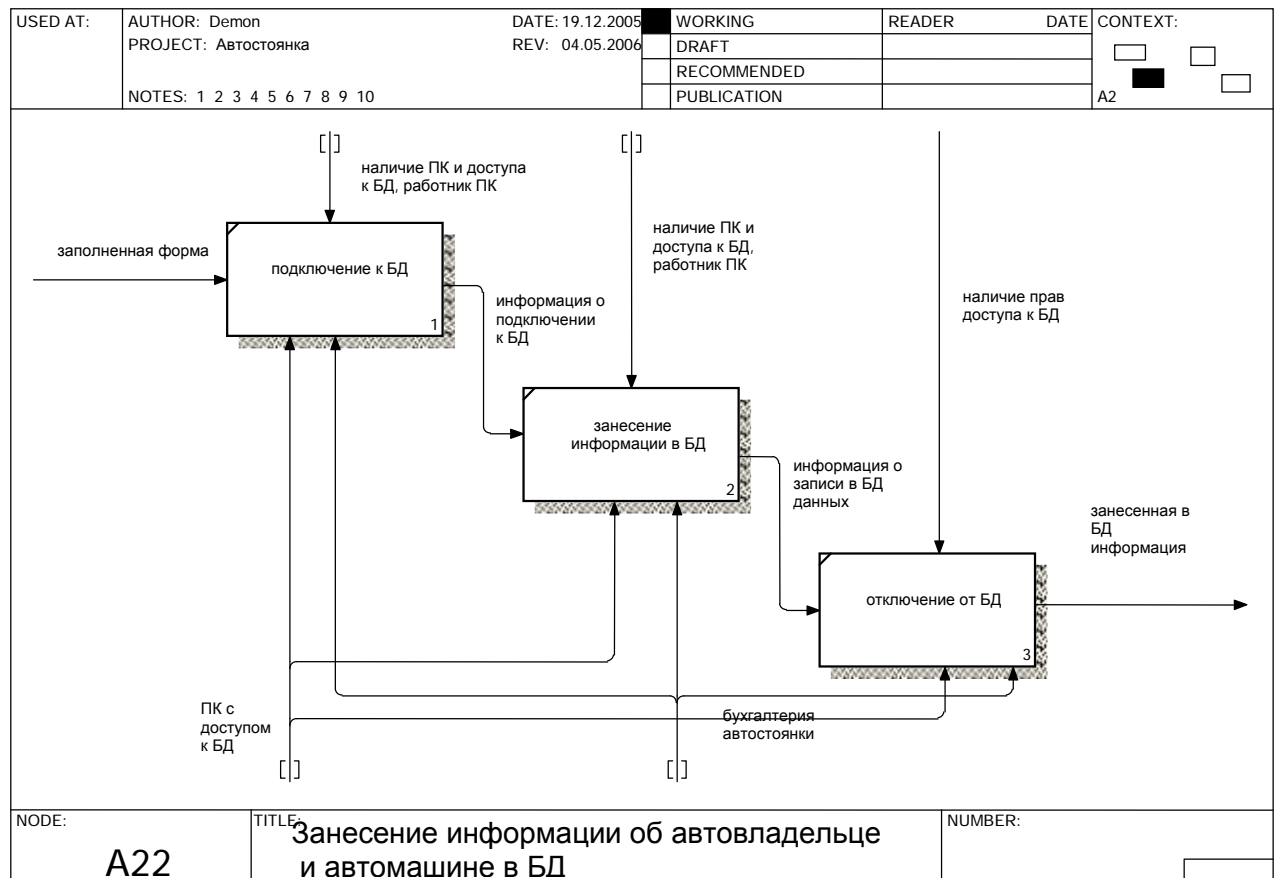 USED AT:
AUTHOR: Demon
DATE: 19.12.2005
WORKING
READER
DATE
CONTEXT:
PROJECT: Автостоянка
REV: 04.05.2006
DRAFT
RECOMMENDED
NOTES: 1 2 3 4 5 6 7 8 9 10
PUBLICATION
A2
наличие ПК и доступа
к БД, работник ПК
заполненная форма
подключение к БД
1
наличие ПК и
доступа к БД,
работник ПК
информация о
подключении
к БД
наличие прав
доступа к БД
занесение
информации в БД
2
информация о
записи в БД
данных
занесенная в
БД
информация
отключение от БД
3
ПК с
доступом
к БД
бухгалтерия
автостоянки
NODE:
A22
TITLE:
Занесение информации об автовладельце
и автомашине в БД
NUMBER: